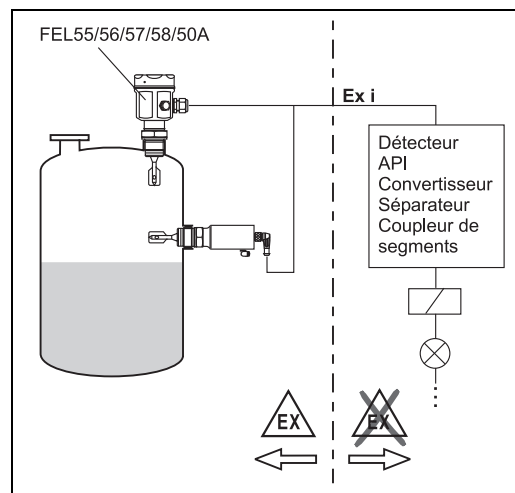 FEL55/56/57/58/50A
Ex i
Détecteur
API
Convertisseur
Séparateur
Coupleur de
segments
EX
EX